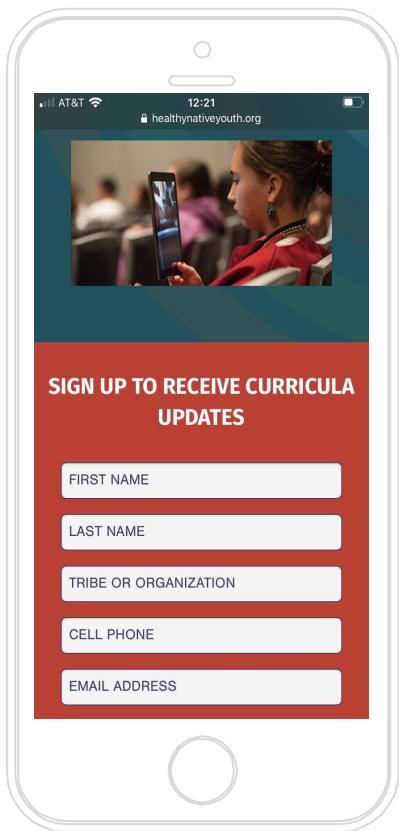 AT&T 12:21
healthynativeyouth.org
SIGN UP TO RECEIVE CURRICULA
UPDATES
FIRST NAME
LAST NAME
TRIBE OR ORGANIZATION
CELL PHONE
EMAIL ADDRESS